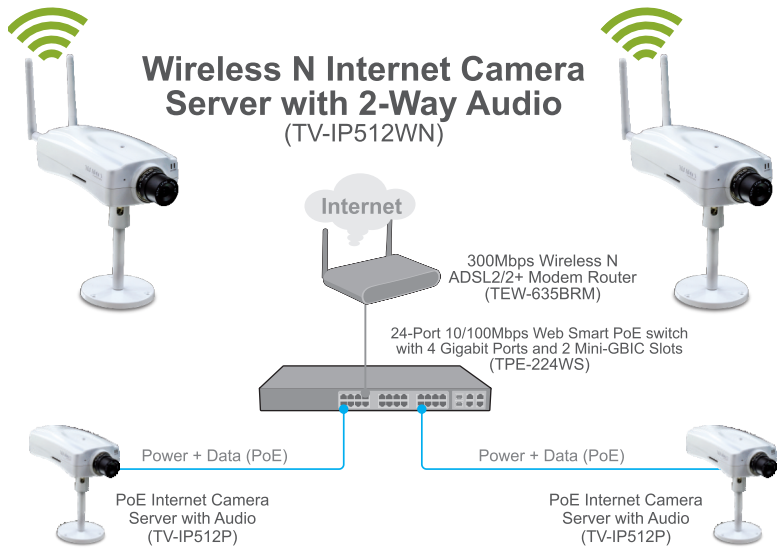 Wireless N Internet Camera
Server with 2-Way Audio
(TV-IP512WN)
Internet
300Mbps Wireless N
ADSL2/2+ Modem Router
(TEW-635BRM)
24-Port 10/100Mbps Web Smart PoE switch
with 4 Gigabit Ports and 2 Mini-GBIC Slots
(TPE-224WS)
Power + Data (PoE)
Power + Data (PoE)
PoE Internet Camera
Server with Audio
(TV-IP512P)
PoE Internet Camera
Server with Audio
(TV-IP512P)